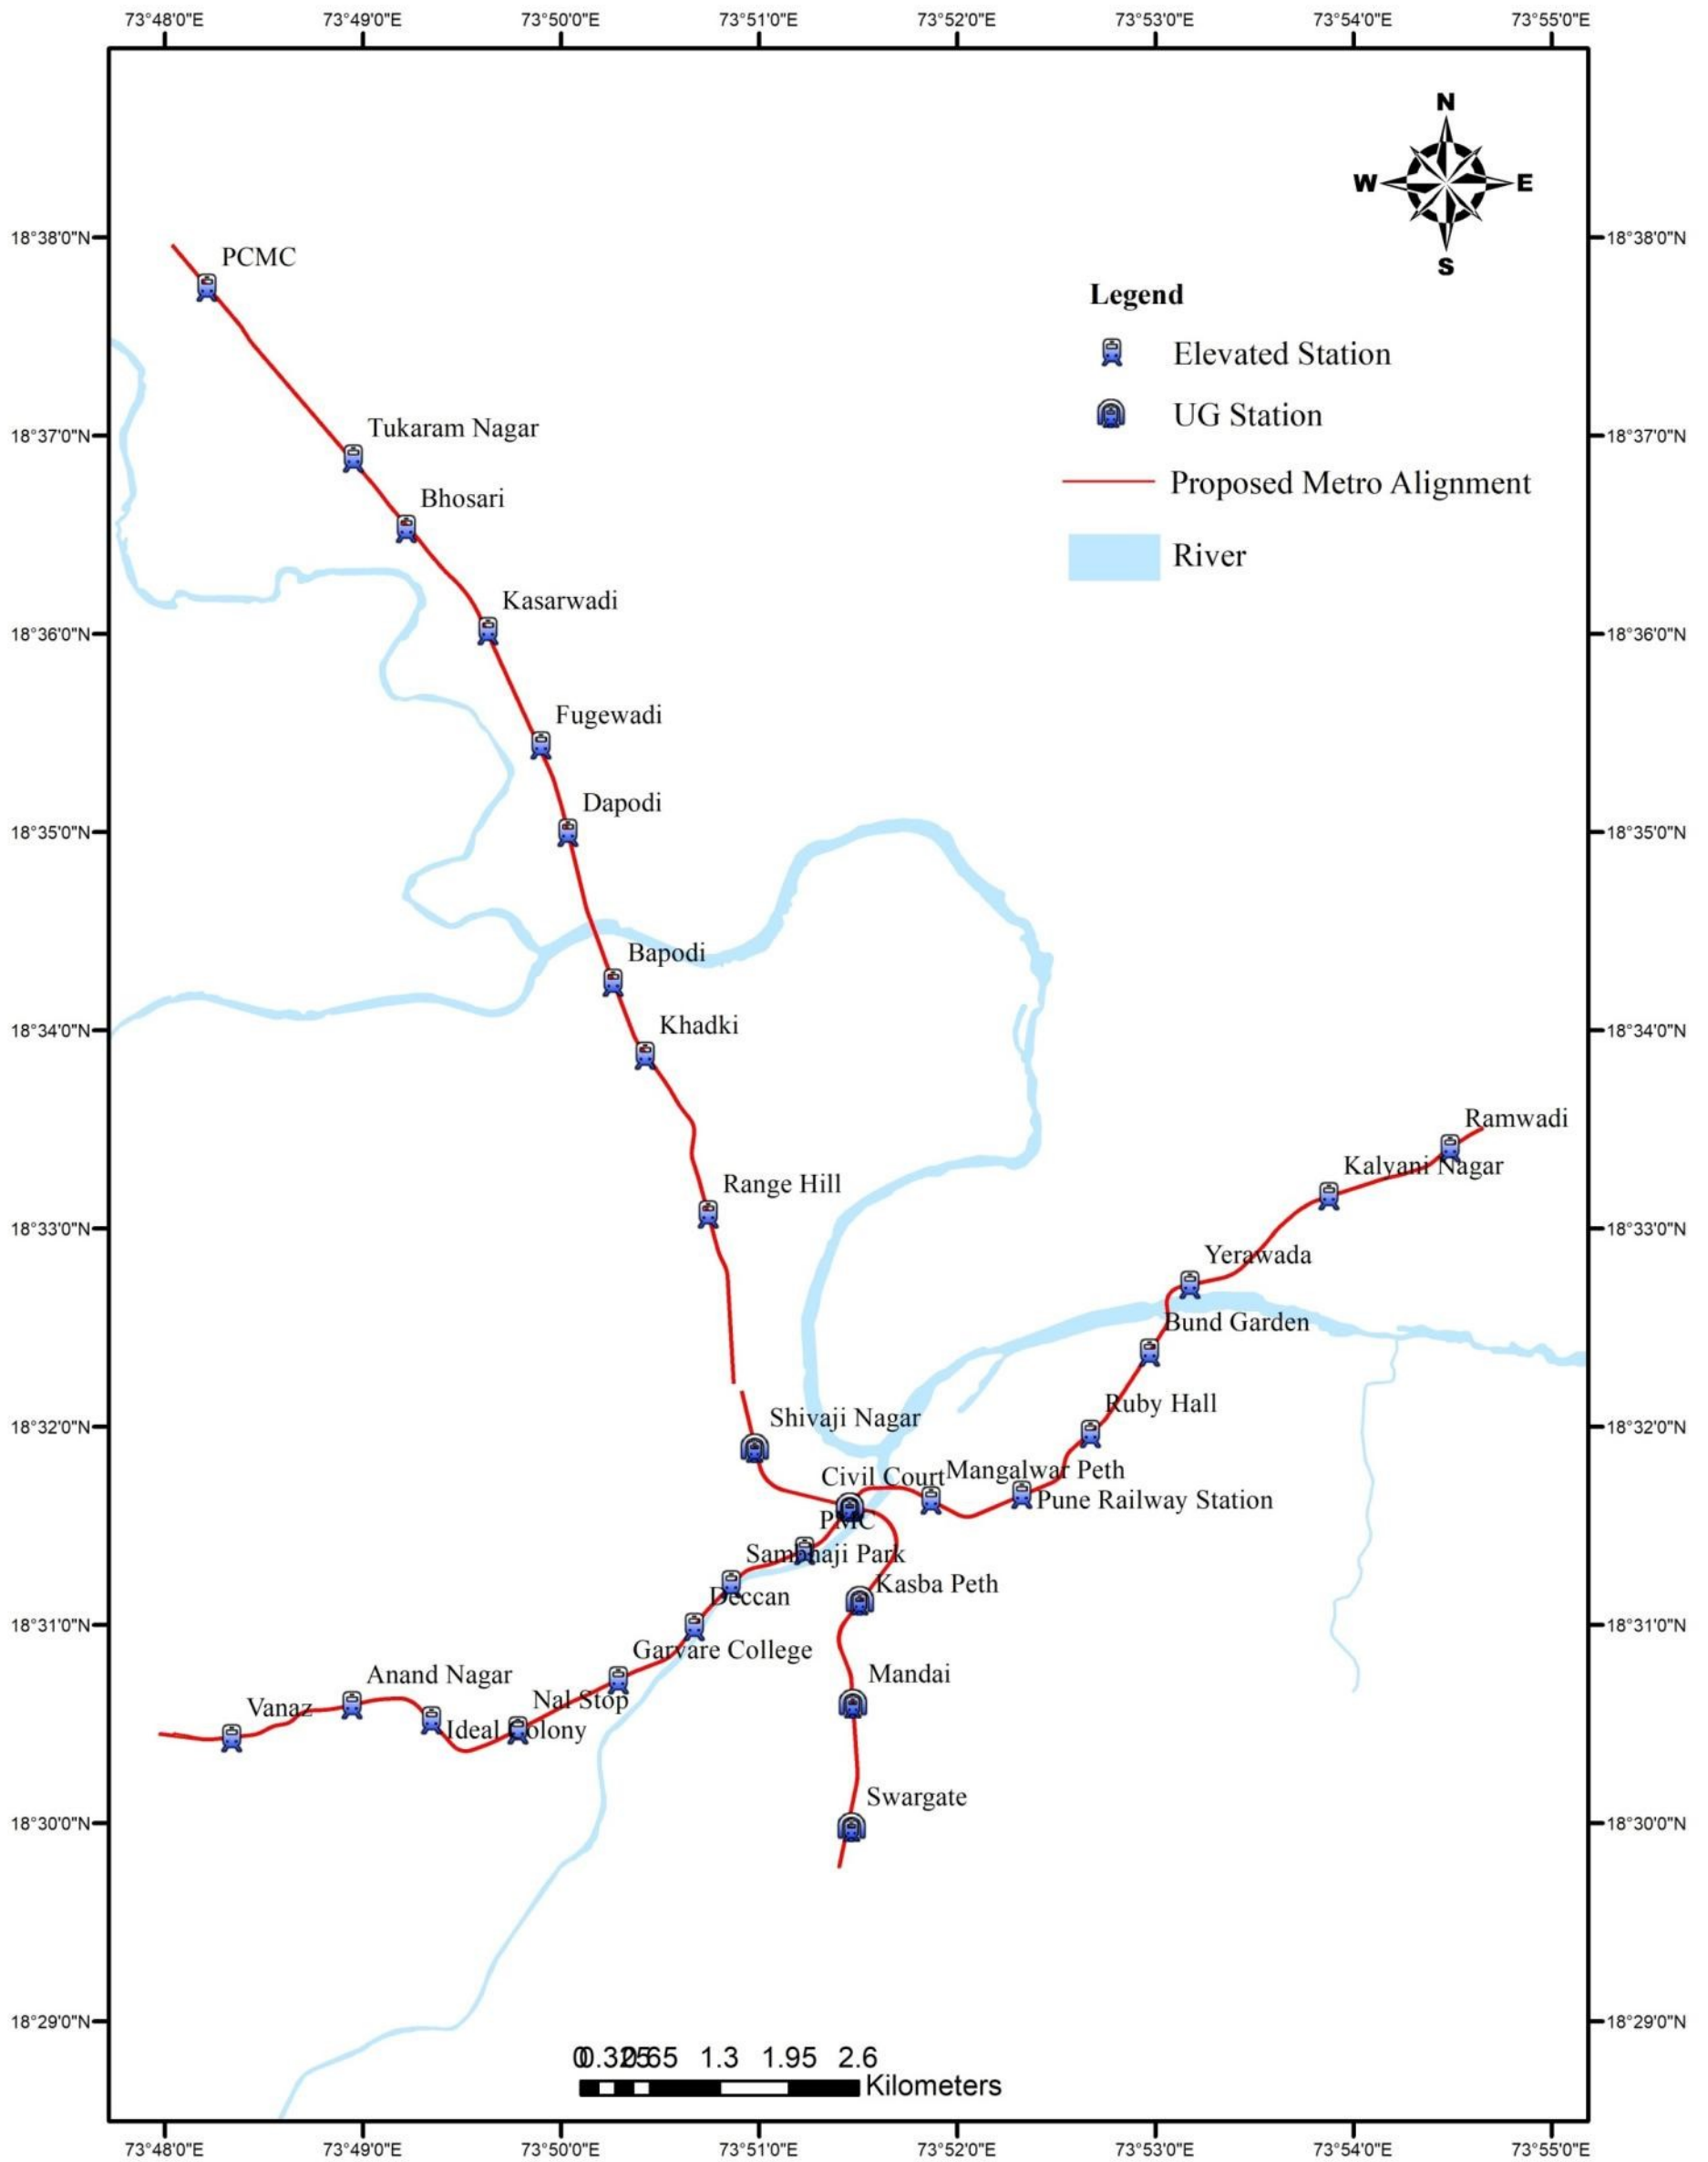 73°48'0"E 73°49'0"E 73°50'0"E 73°51'0"E 73°52'0"E 73°53'0"E 73°54'0"E 73°55'0"E
N
W E
S
18°38'0"N 18°38'0"N
PCMC
Legend
Elevated Station
UG Station
18°37'0"N 18°37'0"N
Tukaram Nagar
Proposed Metro Alignment
Bhosari
River
Kasarwadi
18°36'0"N 18°36'0"N
Fugewadi
Dapodi
18°35'0"N 18°35'0"N
Bapodi
Khadki
18°34'0"N 18°34'0"N
Ramwadi
Kalyani Nagar
Range Hill
18°33'0"N 18°33'0"N
Yerawada
Bund Garden
Ruby Hall
Shivaji Nagar
18°32'0"N 18°32'0"N
Mangalwar Peth
Civil Court
Pune Railway Station
PMC
Sambhaji Park
Kasba Peth
Deccan
18°31'0"N 18°31'0"N
Garvare College
Mandai
Anand Nagar
Nal Stop
Vanaz
Ideal Colony
Swargate
18°30'0"N 18°30'0"N
18°29'0"N 18°29'0"N
0 0.325 0.65 1.3 1.95 2.6
Kilometers
73°48'0"E 73°49'0"E 73°50'0"E 73°51'0"E 73°52'0"E 73°53'0"E 73°54'0"E 73°55'0"E